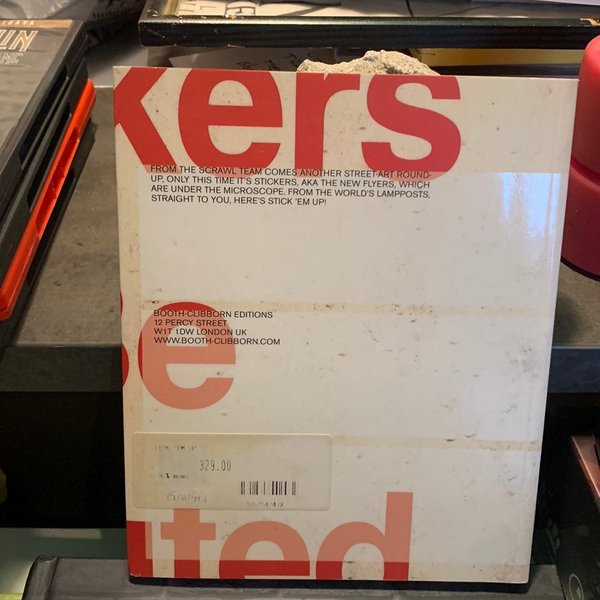 kers
FROM THE SCRAWL TEAM COMES ANOTHER STREET-ART ROUND-
UP, ONLY THIS TIME IT'S STICKERS, AKA THE NEW FLYERS, WHICH
ARE UNDER THE MICROSCOPE. FROM THE WORLD'S LAMPPOSTS,
STRAIGHT TO YOU, HERE'S STICK 'EM UP!
BOOTH-CLIBBORN EDITIONS
12 PERCY STREET
W1T 1DW LONDON UK
WWW.BOOTH-CLIBBORN.COM
be
329.00
uted